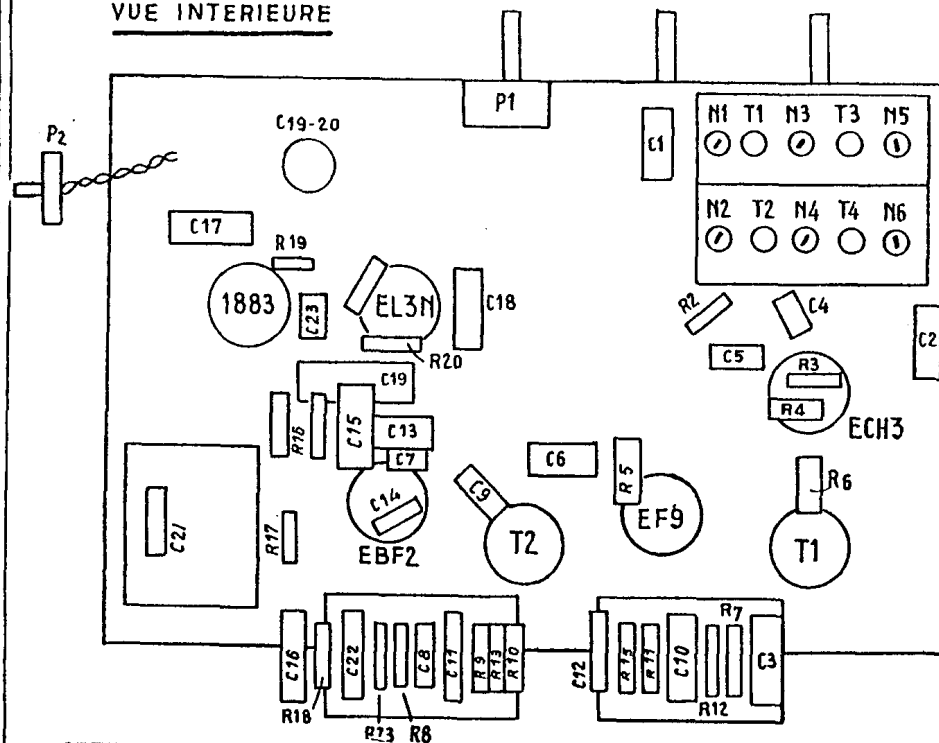 VUE INTERIEURE
P1
P2
C19-20
C1
N1 T1 N3 T3 N5
N2 T2 N4 T4 N6
C17
R19
1883
C23
EL3N
C18
R20
R2
C4
C5
C2
R3
R4
ECH3
C19
R16
C15
C13
C7
C14
EBF2
C21
R17
C9
T2
C6
R5
EF9
R6
T1
C16
R18
C22
R13
R8
C8
C11
R9
R13
R10
C12
R15
R11
C10
R12
R7
C3